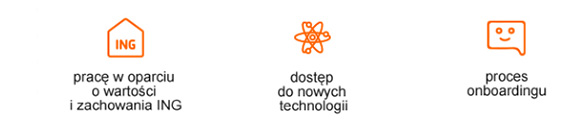 ING
pracę w oparciu
o wartości
i zachowania ING
dostęp
do nowych
technologii
proces
onboardingu